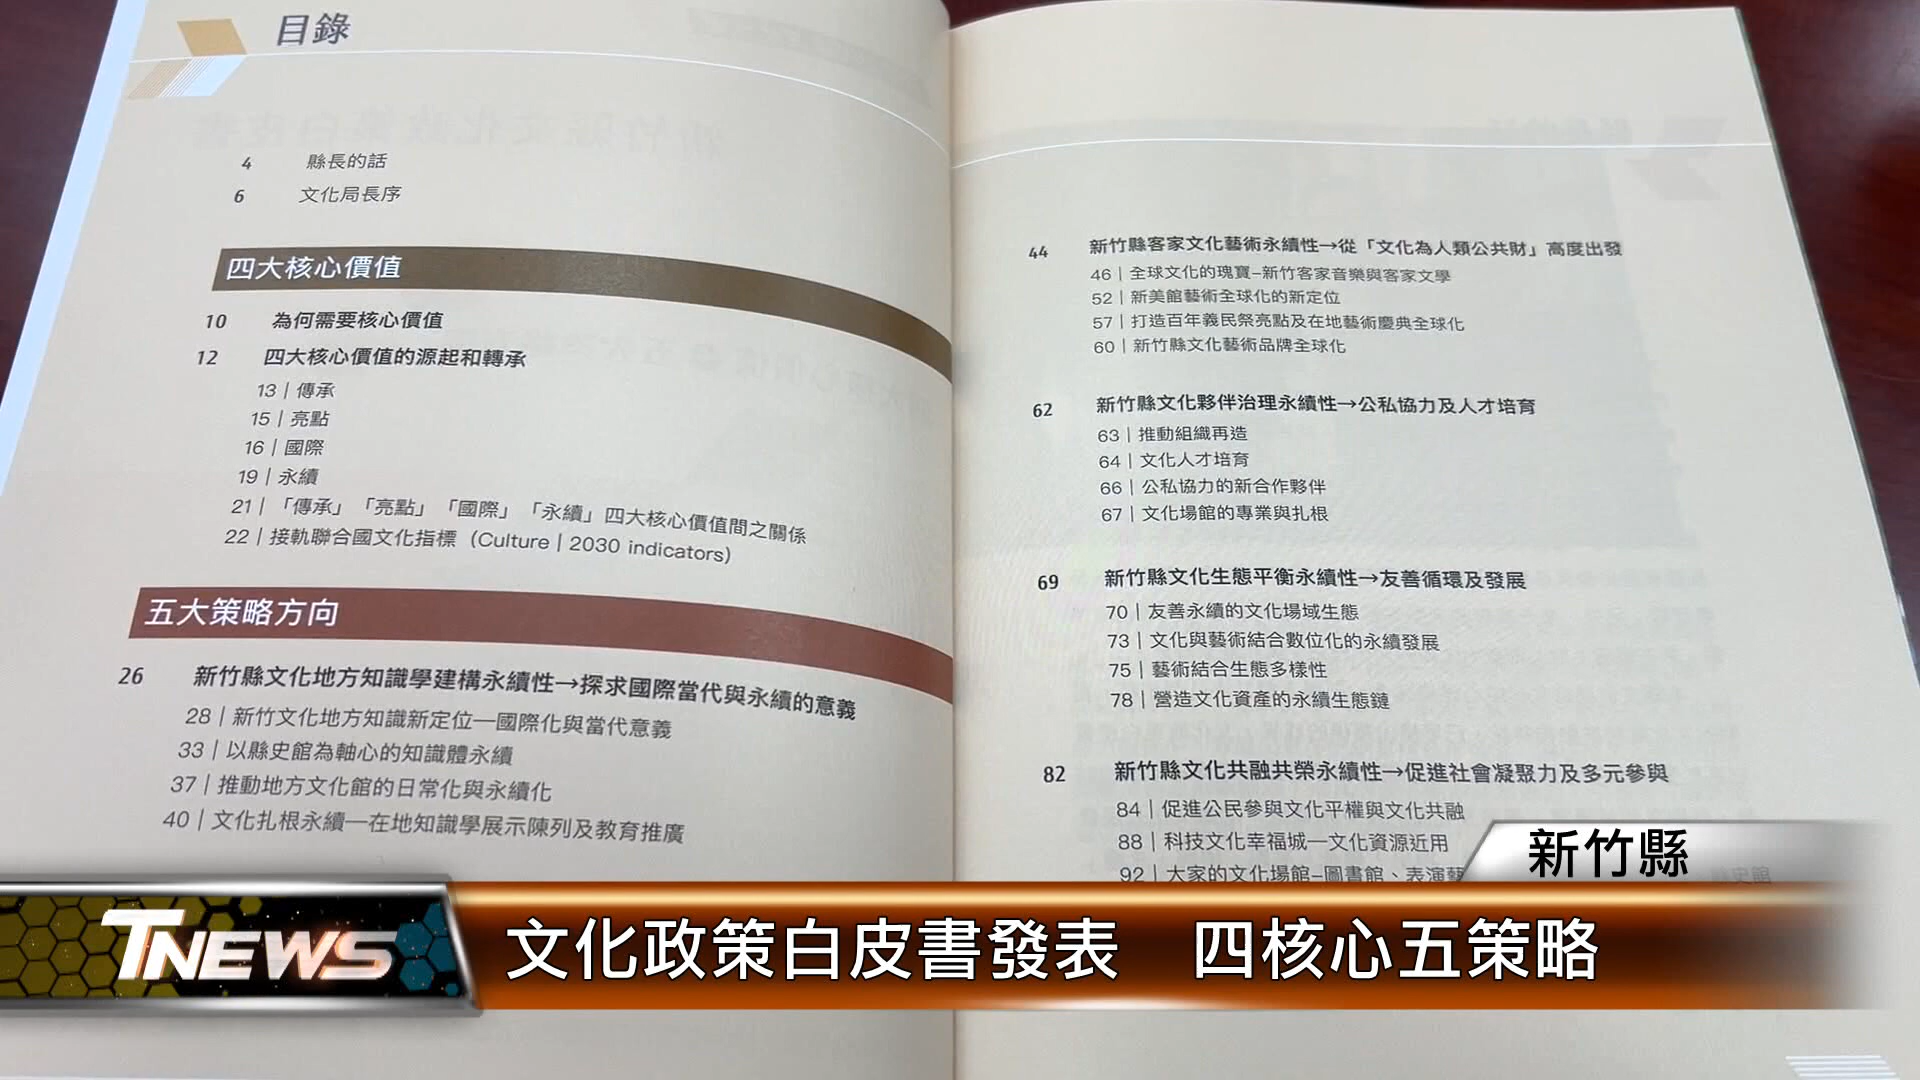 目錄
4 縣長的話
6 文化局長序
四大核心價值
10 為何需要核心價值
12 四大核心價值的源起和轉承
13｜傳承
15｜亮點
16｜國際
19｜永續
21｜「傳承」「亮點」「國際」「永續」四大核心價值間之關係
22｜接軌聯合國文化指標（Culture | 2030 indicators）
五大策略方向
26 新竹縣文化地方知識學建構永續性→探求國際當代與永續的意義
28｜新竹文化地方知識新定位—國際化與當代意義
33｜以縣史館為軸心的知識體永續
37｜推動地方文化館的日常化與永續化
40｜文化扎根永續—在地知識學展示陳列及教育推廣
44 新竹縣客家文化藝術永續性→從「文化為人類公共財」高度出發
46｜全球文化的瑰寶–新竹客家音樂與客家文學
52｜新美館藝術全球化的新定位
57｜打造百年義民祭亮點及在地藝術慶典全球化
60｜新竹縣文化藝術品牌全球化
62 新竹縣文化夥伴治理永續性→公私協力及人才培育
63｜推動組織再造
64｜文化人才培育
66｜公私協力的新合作夥伴
67｜文化場館的專業與扎根
69 新竹縣文化生態平衡永續性→友善循環及發展
70｜友善永續的文化場域生態
73｜文化與藝術結合數位化的永續發展
75｜藝術結合生態多樣性
78｜營造文化資產的永續生態鏈
82 新竹縣文化共融共榮永續性→促進社會凝聚力及多元參與
84｜促進公民參與文化平權與文化共融
88｜科技文化幸福城—文化資源近用
92｜大家的文化場館–圖書館、表演藝
新竹縣
TNEWS
文化政策白皮書發表 四核心五策略